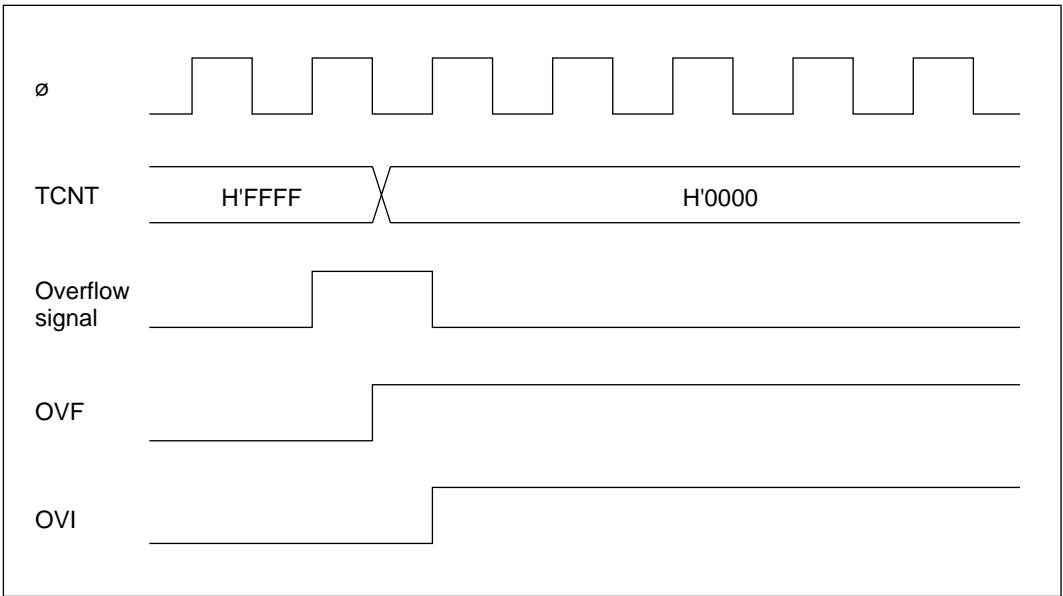 ø
TCNT
H'FFFF
H'0000
Overflow
signal
OVF
OVI